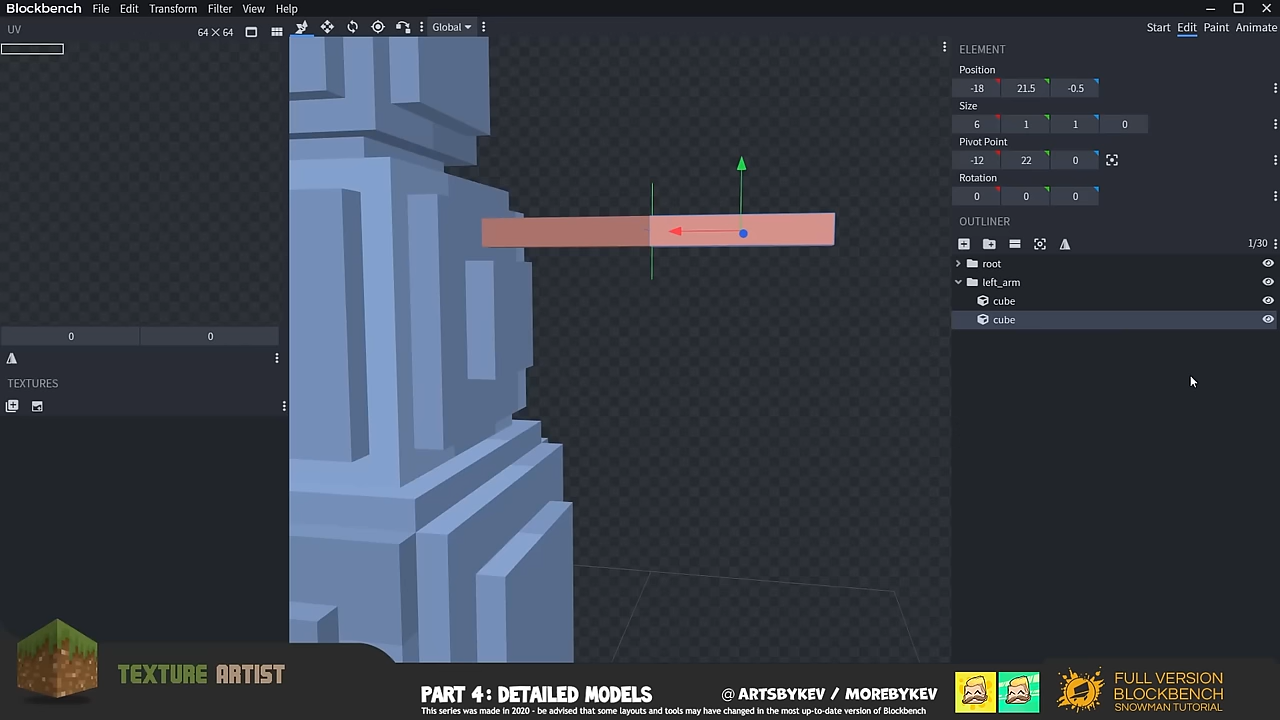 Blockbench File Edit Transform Filter View Help
UV 64 × 64 Global Start Edit Paint Animate
ELEMENT
Position
-18 21.5 -0.5
Size
6 1 1 0
Pivot Point
-12 22 0
Rotation
0 0 0
OUTLINER
1/30
root
left_arm
cube
cube
0 0
TEXTURES
TEXTURE ARTIST
PART 4: DETAILED MODELS
@ARTSBYKEV / MOREBYKEV
This series was made in 2020 - be advised that some layouts and tools may have changed in the most up-to-date version of Blockbench
FULL VERSION
BLOCKBENCH
SNOWMAN TUTORIAL